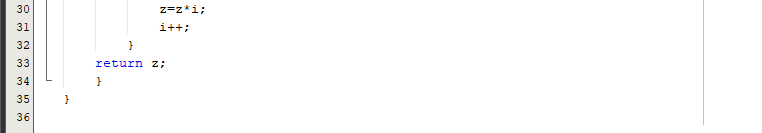 30 z=z*i;
31 i++;
32 }
33 return z;
34 }
35 }
36